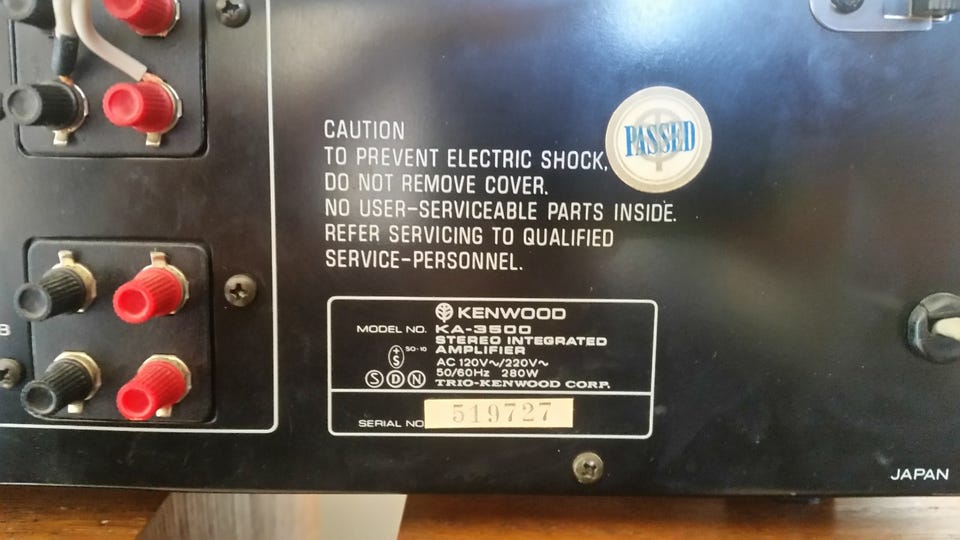 CAUTION
TO PREVENT ELECTRIC SHOCK,
DO NOT REMOVE COVER.
NO USER-SERVICEABLE PARTS INSIDE.
REFER SERVICING TO QUALIFIED
SERVICE-PERSONNEL.
PASSED
B
KENWOOD
MODEL NO. KA-3500
STEREO INTEGRATED
AMPLIFIER
SO-10
AC 120V~/220V~
50/60Hz 280W
S D N TRIO-KENWOOD CORP.
SERIAL NO. 519727
JAPAN